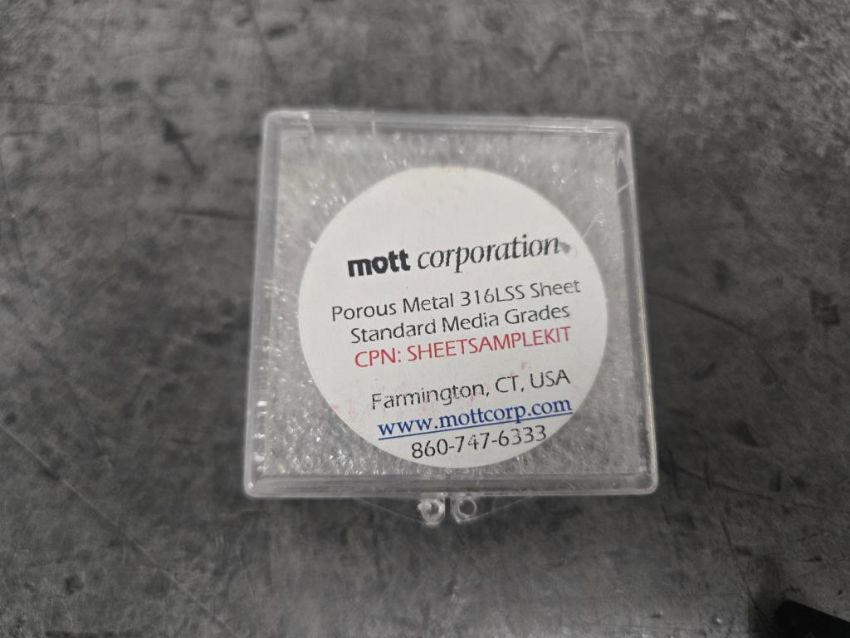 mott corporation
Porous Metal 316LSS Sheet
Standard Media Grades
CPN: SHEETSAMPLEKIT
Farmington, CT, USA
www.mottcorp.com
860-747-6333